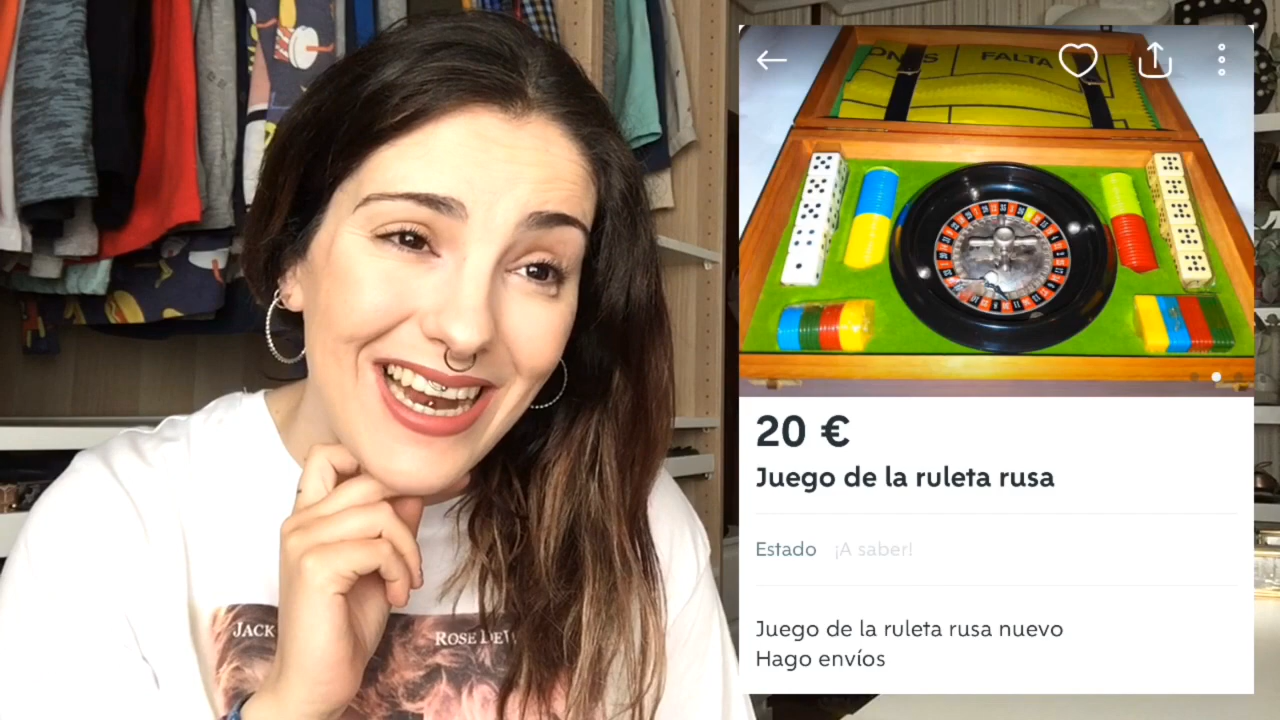 FALTA
20 €
Juego de la ruleta rusa
Estado ¡A saber!
Juego de la ruleta rusa nuevo
Hago envíos
JACK
ROSE DEW